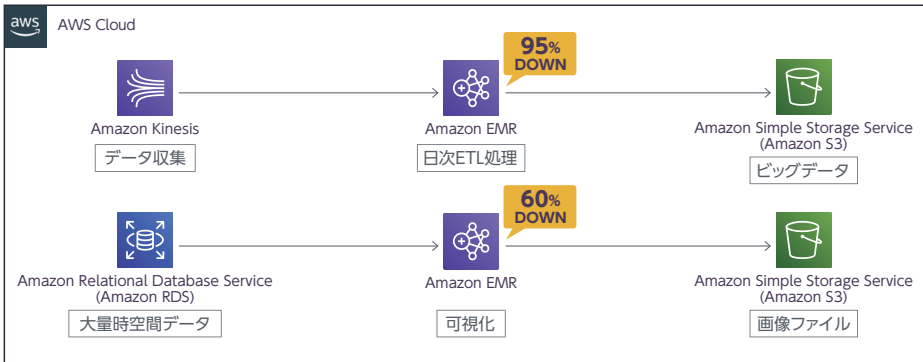 aws
AWS Cloud
95%
DOWN
Amazon Kinesis
Amazon EMR
Amazon Simple Storage Service
(Amazon S3)
データ収集
日次ETL処理
ビッグデータ
60%
DOWN
Amazon Relational Database Service
(Amazon RDS)
Amazon EMR
Amazon Simple Storage Service
(Amazon S3)
大量時空間データ
可視化
画像ファイル